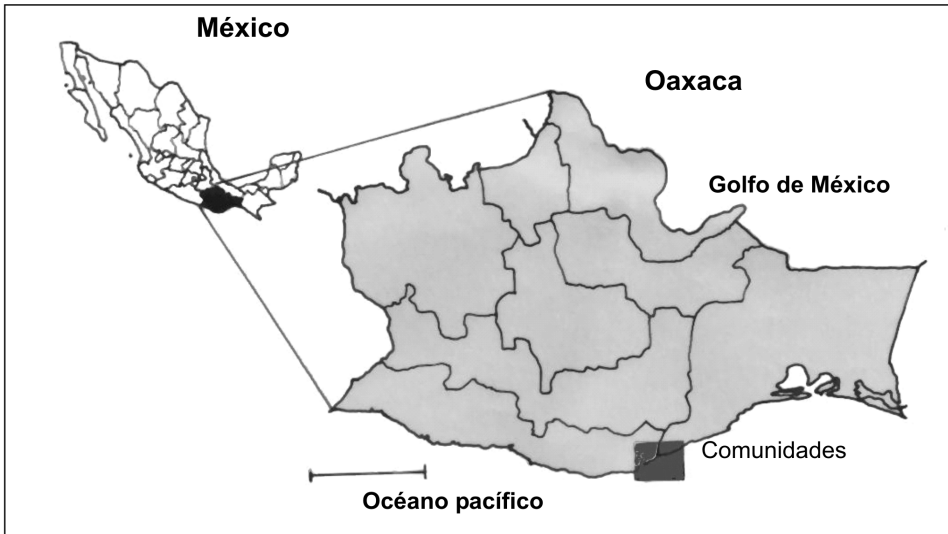 México
Oaxaca
Golfo de México
Comunidades
Océano pacífico